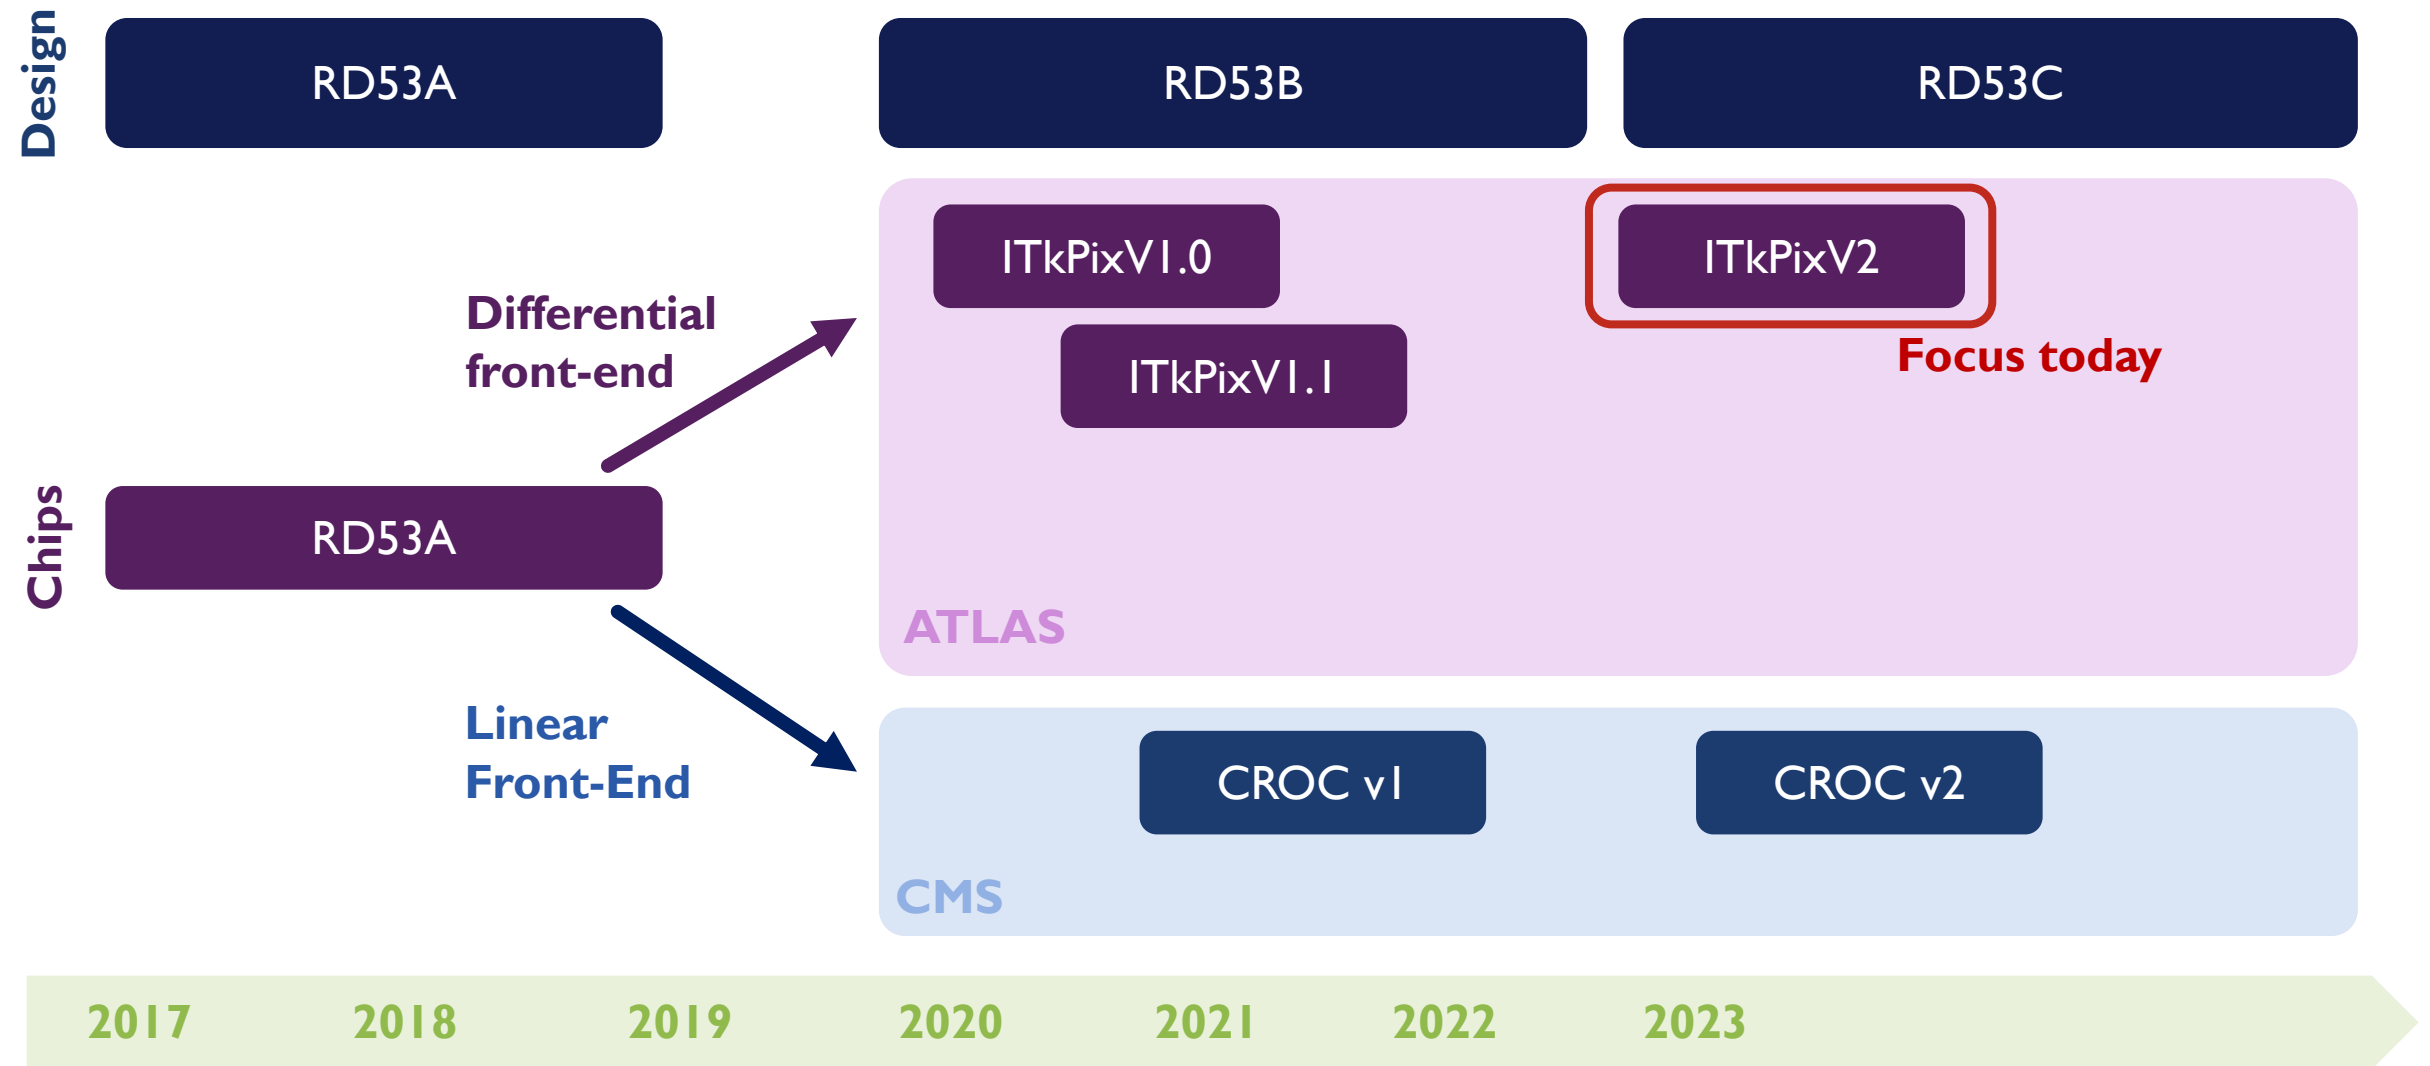 Design
RD53A
RD53B
RD53C
ITkPixV1.0
ITkPixV2
Differential
front-end
ITkPixV1.1
Focus today
Chips
RD53A
ATLAS
Linear
Front-End
CROC v1
CROC v2
CMS
2017 2018 2019 2020 2021 2022 2023